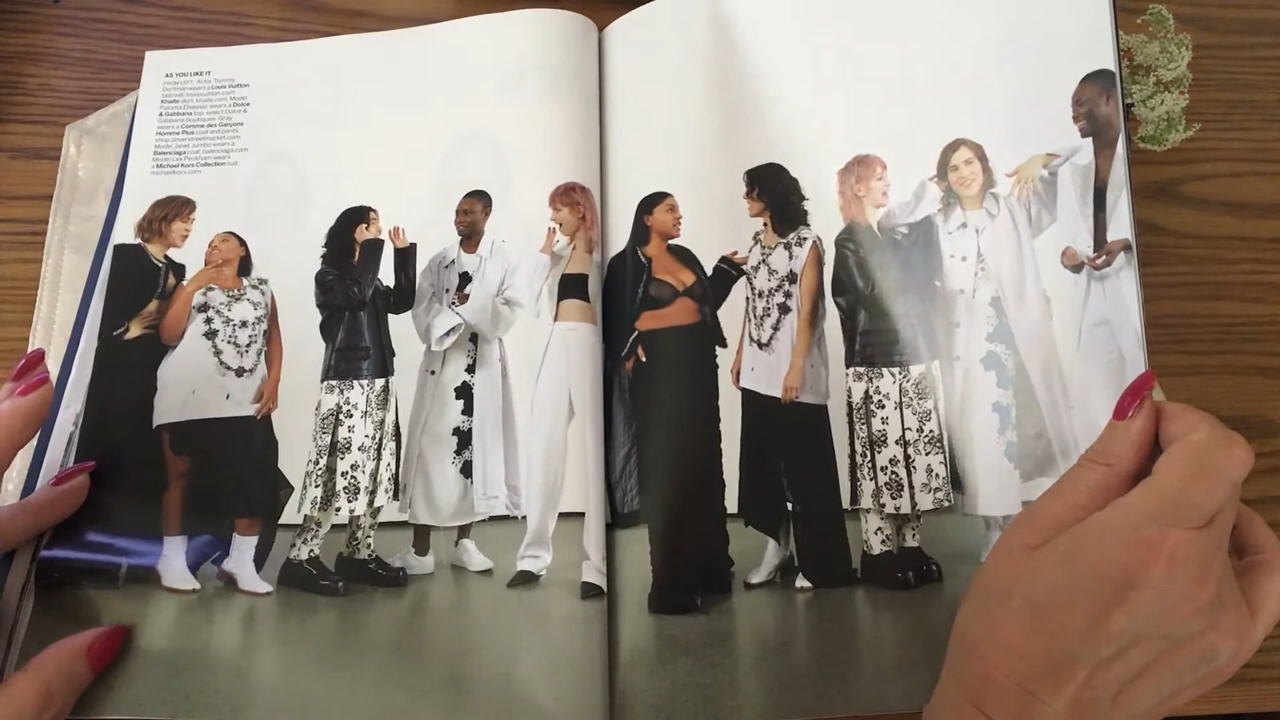 AS YOU LIKE IT
FROM LEFT: Actor Tommy
Dorfman wears a Louis Vuitton
tailcoat; louisvuitton.com.
Khaite skirt; khaite.com. Model
Paloma Elsesser wears a Dolce
& Gabbana top; select Dolce &
Gabbana boutiques. Gray
wears a Comme des Garçons
Homme Plus coat and pants;
shop.doverstreetmarket.com.
Model Janet Jumbo wears a
Balenciaga coat; balenciaga.com.
Model Lex Peckham wears
a Michael Kors Collection suit;
michaelkors.com.